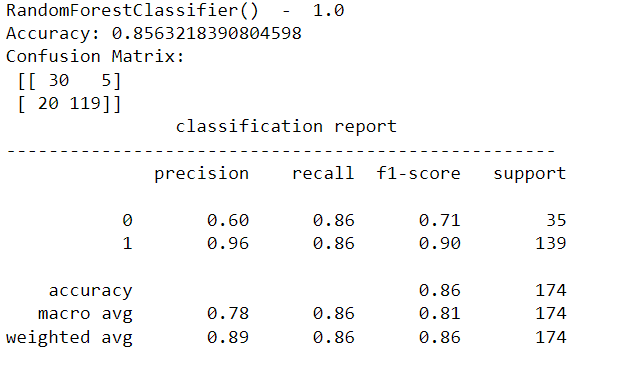 RandomForestClassifier()  -  1.0
Accuracy: 0.8563218390804598
Confusion Matrix:
[[ 30   5]
[ 20 119]]
classification report
----------------------------------------------------
precision    recall  f1-score   support
0       0.60      0.86      0.71        35
1       0.96      0.86      0.90       139
accuracy                           0.86       174
macro avg       0.78      0.86      0.81       174
weighted avg       0.89      0.86      0.86       174